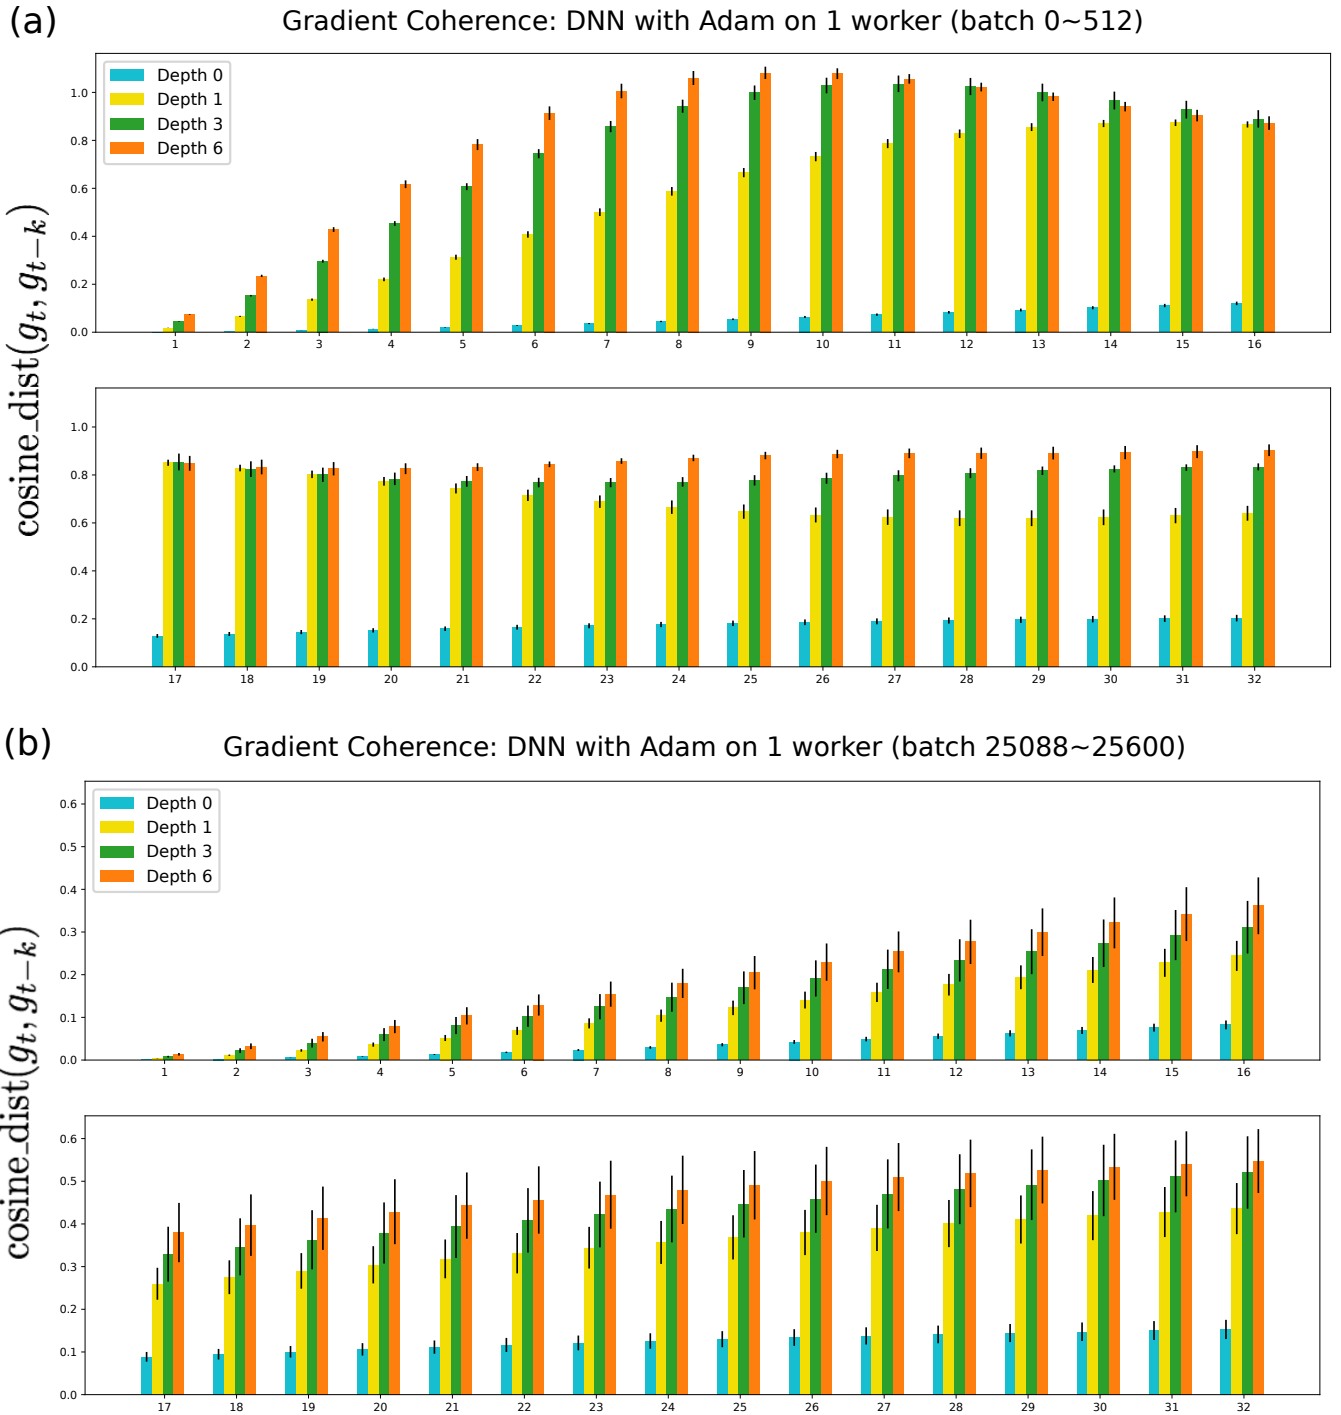 (a)
Gradient Coherence: DNN with Adam on 1 worker (batch 0~512)
cosine_dist(g_t, g_{t−k})
Depth 0
Depth 1
Depth 3
Depth 6
1.0
0.8
0.6
0.4
0.2
0.0
1 2 3 4 5 6 7 8 9 10 11 12 13 14 15 16
1.0
0.8
0.6
0.4
0.2
0.0
17 18 19 20 21 22 23 24 25 26 27 28 29 30 31 32
(b)
Gradient Coherence: DNN with Adam on 1 worker (batch 25088~25600)
cosine_dist(g_t, g_{t−k})
Depth 0
Depth 1
Depth 3
Depth 6
0.6
0.5
0.4
0.3
0.2
0.1
0.0
1 2 3 4 5 6 7 8 9 10 11 12 13 14 15 16
0.6
0.5
0.4
0.3
0.2
0.1
0.0
17 18 19 20 21 22 23 24 25 26 27 28 29 30 31 32